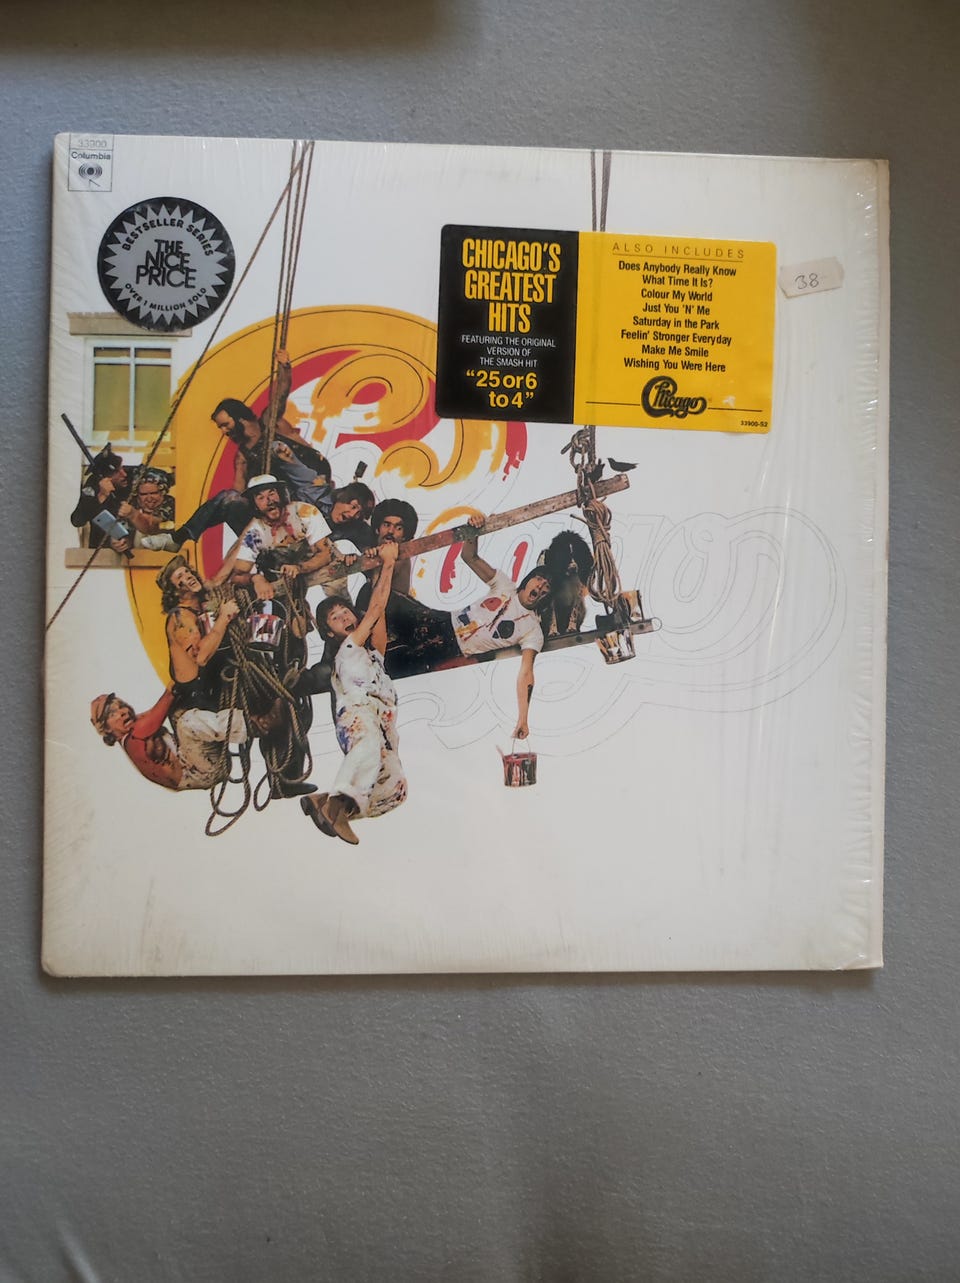 33900
Columbia
BESTSELLER SERIES
THE
NICE
PRICE
OVER 1 MILLION SOLD
CHICAGO'S
GREATEST
HITS
FEATURING THE ORIGINAL
VERSION OF
THE SMASH HIT
"25 or 6
to 4"
ALSO INCLUDES
Does Anybody Really Know
What Time It Is?
Colour My World
Just You 'N' Me
Saturday in the Park
Feelin' Stronger Everyday
Make Me Smile
Wishing You Were Here
Chicago
33900-S2
38-
Chicago